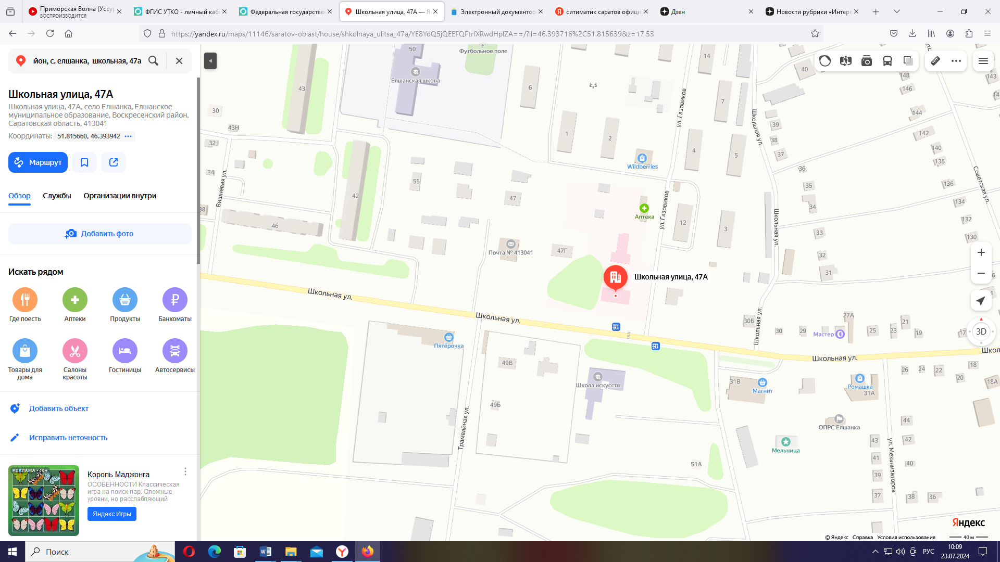 Приморская Волна (Уссур
ВОСПРОИЗВОДИТСЯ
ФГИС УТКО - личный каб
Федеральная государстве
Школьная улица, 47А — Я
Электронный документоо
ситиматик саратов офиц
Дзен
Новости рубрики «Интере
https://yandex.ru/maps/11146/saratov-oblast/house/shkolnaya_ulitsa_47a/YE8YdQ5jQEEFQFtrfXRwdHplZA==/?ll=46.393716%2C51.815639&z=17.53
йон, с. елшанка, школьная, 47а
Школьная улица, 47А
Школьная улица, 47А, село Елшанка, Елшанское
муниципальное образование, Воскресенский район,
Саратовская область, 413041
Координаты: 51.815660, 46.393942
Маршрут
Обзор Службы Организации внутри
Добавить фото
Искать рядом
Где поесть Аптеки Продукты Банкоматы
Товары для дома
Салоны красоты
Гостиницы
Автосервисы
Добавить объект
Исправить неточность
РЕКЛАМА • 16+
Король Маджонга
ОСОБЕННОСТИ Классическая
игра на поиск пар. Сложные
уровни, но расслабляющий
Яндекс Игры
50
Футбольное поле
14
40
148
143
Елшанская школа
43
6
7
146
30
43Н
ул. Газовиков
Школьная ул.
144
39
142
32
1
2
38
4
5
37
140
138
Wildberries
36
34
Вишнёвая ул.
55
35
136
Советская ул.
42
47
34
134
38
Аптека
ул. Газовиков
12
3
Школьная ул.
132
46
33
130
Почта № 413041
47Г
32
31
Школьная улица, 47А
Школьная ул.
Школьная ул.
Школьная ул.
30Б
27А
30
29
Мастер
25
23
21
19
17
3D
Пятёрочка
Школьная ул.
Школ
49В
26
24
22
18
20
18А
Школа искусств
31В
Магнит
Ромашка
31А
49Б
Трамвайная ул.
44
ОПРС Елшанка
43
42
Мельница
41
ул. Механизаторов
51А
40
39
37
38
36
Яндекс
© Яндекс Справка Условия использования
40 м
Поиск
РУС
10:09
23.07.2024